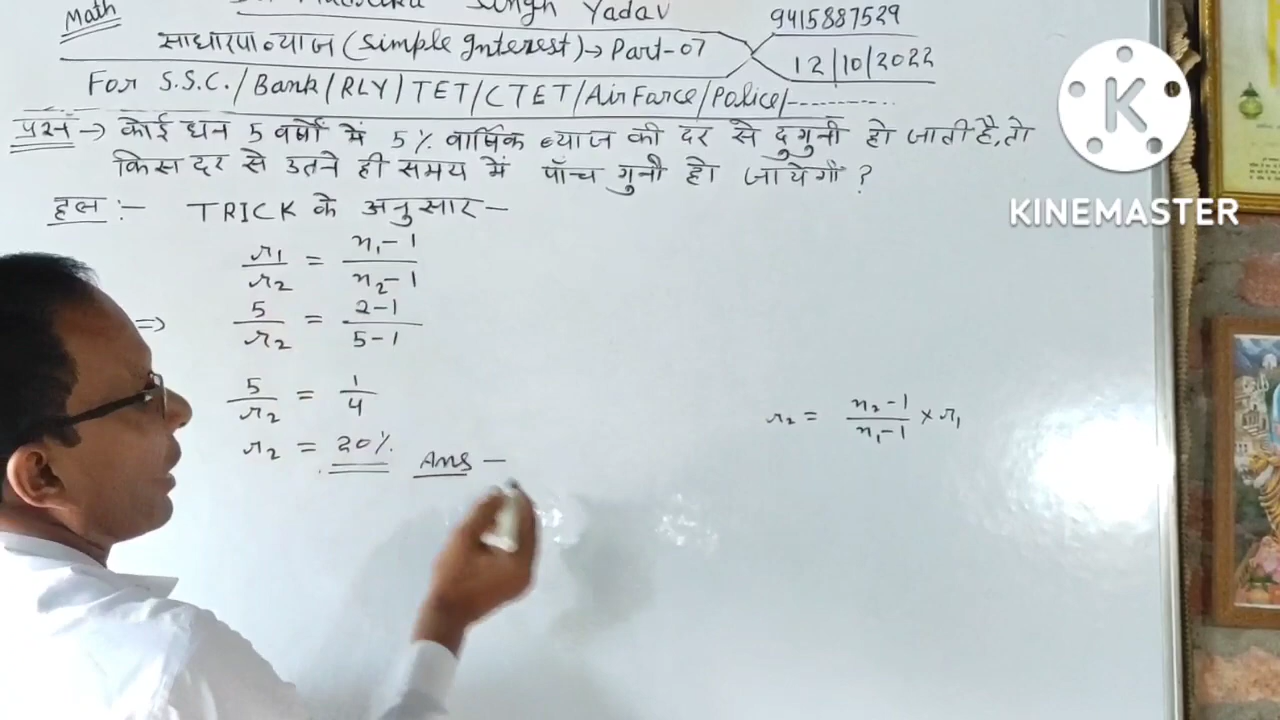 Math
Singh Yadav
9415887529
साधारण ब्याज (Simple Interest) → Part-07
12/10/2022
For S.S.C./Bank/RLY/TET/CTET/AirFarce/Police/----------
प्रश्न → कोई धन 5 वर्षों में 5% वार्षिक ब्याज की दर से दुगुनी हो जाती है, तो
किस दर से उतने ही समय में पाँच गुनी हो जायेगी ?
हल :- TRICK के अनुसार –
r₁/r₂ = (n₁-1)/(n₂-1)
⇒ 5/r₂ = (2-1)/(5-1)
5/r₂ = 1/4
r₂ = (n₂-1)/(n₁-1) × r₁
r₂ = 20% Ans –
K
KINEMASTER